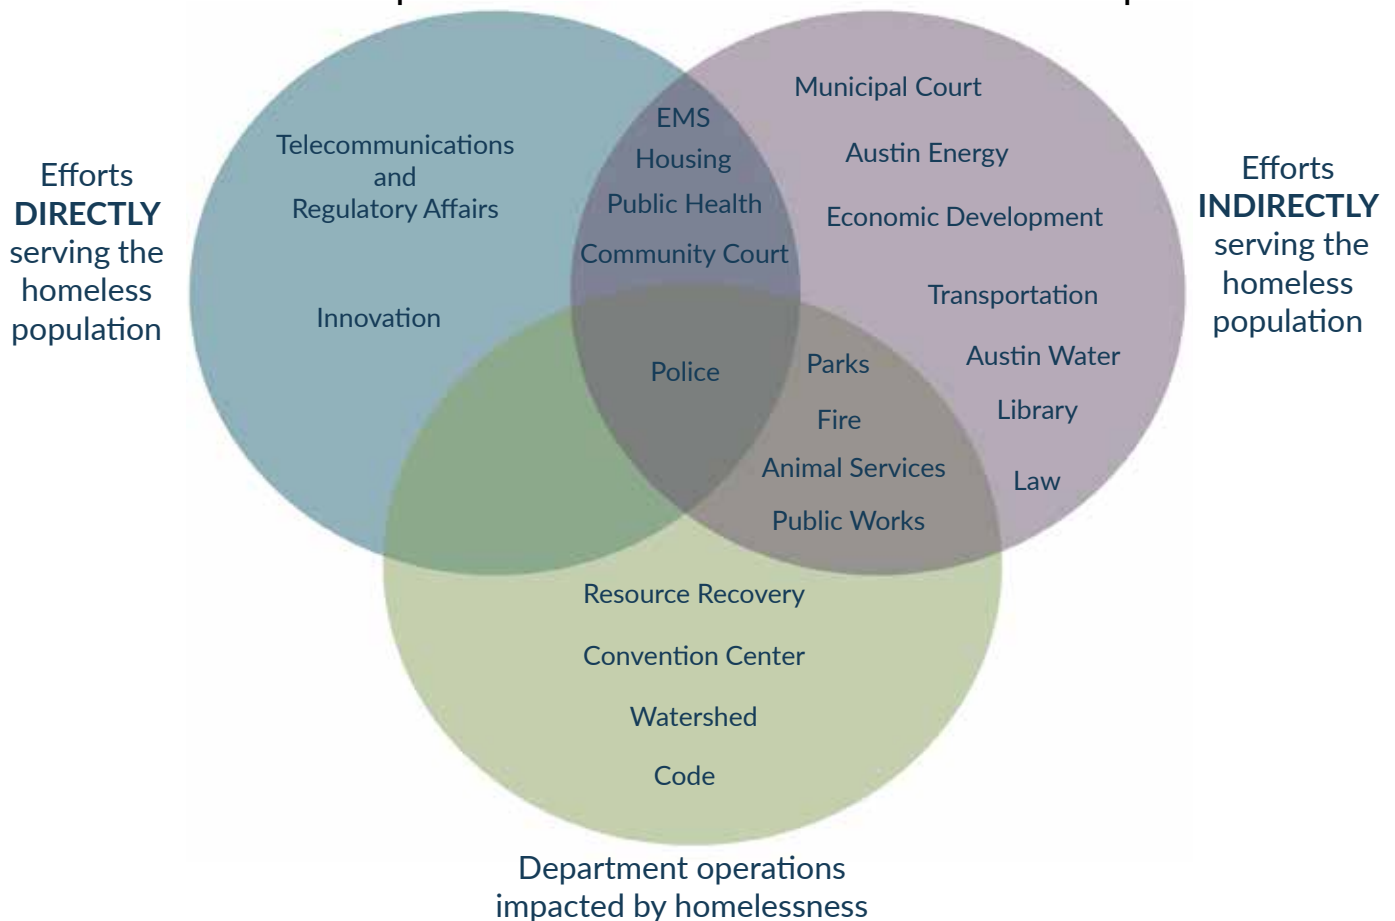 Efforts
DIRECTLY
serving the
homeless
population
Telecommunications
and
Regulatory Affairs
Innovation
EMS
Housing
Public Health
Community Court
Police
Municipal Court
Austin Energy
Economic Development
Transportation
Austin Water
Library
Law
Parks
Fire
Animal Services
Public Works
Efforts
INDIRECTLY
serving the
homeless
population
Resource Recovery
Convention Center
Watershed
Code
Department operations
impacted by homelessness